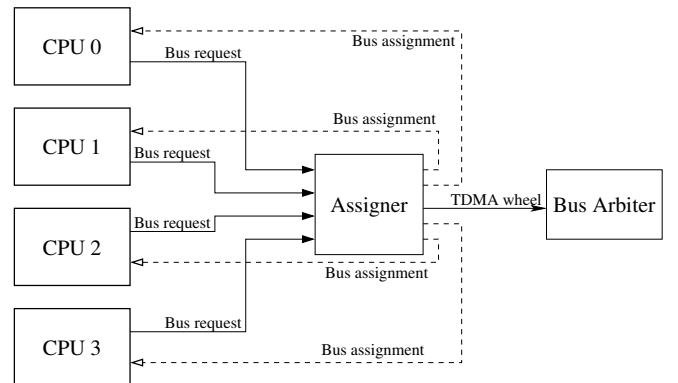 CPU 0
Bus request
Bus assignment
Bus assignment
CPU 1
Bus request
Assigner
TDMA wheel
Bus Arbiter
Bus request
CPU 2
Bus assignment
Bus request
CPU 3
Bus assignment